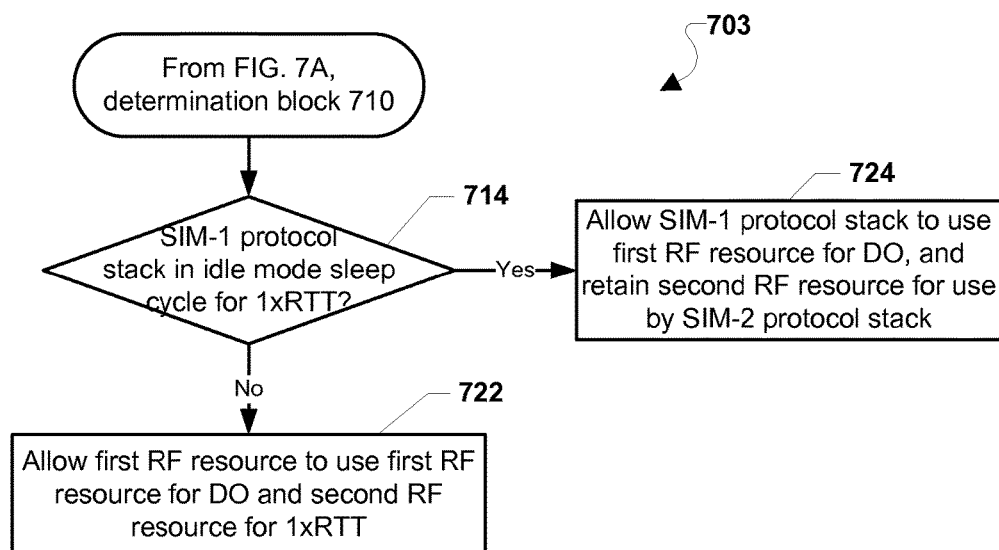 703
From FIG. 7A,
determination block 710
714
SIM-1 protocol
stack in idle mode sleep
cycle for 1xRTT?
Yes
724
Allow SIM-1 protocol stack to use
first RF resource for DO, and
retain second RF resource for use
by SIM-2 protocol stack
No
722
Allow first RF resource to use first RF
resource for DO and second RF
resource for 1xRTT